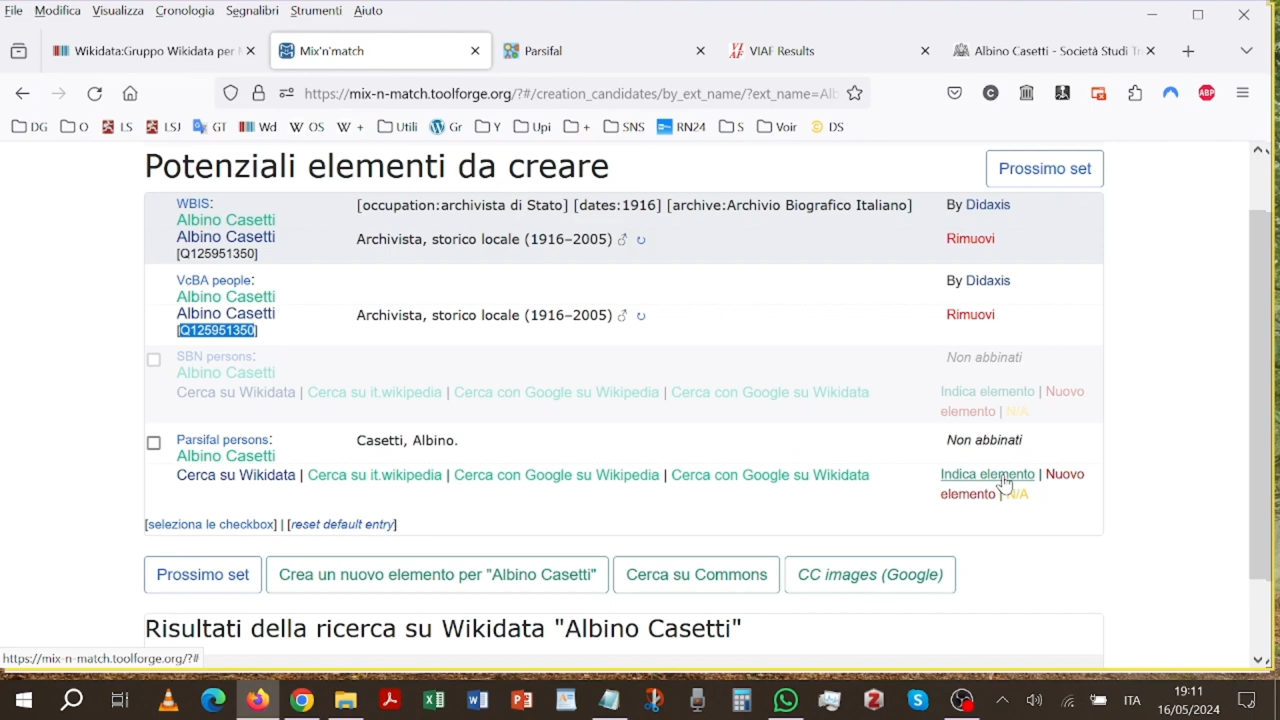 File Modifica Visualizza Cronologia Segnalibri Strumenti Aiuto
Wikidata:Gruppo Wikidata per
Mix'n'match
Parsifal
VIAF Results
Albino Casetti - Società Studi Tr
https://mix-n-match.toolforge.org/?#/creation_candidates/by_ext_name/?ext_name=Alb
ABP
DG O LS LSJ GT Wd OS + Utili Gr Y Upi + SNS RN24 S Voir DS
Potenziali elementi da creare
Prossimo set
WBIS: [occupation:archivista di Stato] [dates:1916] [archive:Archivio Biografico Italiano] By Didaxis
Albino Casetti
Albino Casetti Archivista, storico locale (1916–2005) ♂ ↻ Rimuovi
[Q125951350]
VcBA people: By Didaxis
Albino Casetti
Albino Casetti Archivista, storico locale (1916–2005) ♂ ↻ Rimuovi
[Q125951350]
SBN persons: Non abbinati
Albino Casetti
Cerca su Wikidata | Cerca su it.wikipedia | Cerca con Google su Wikipedia | Cerca con Google su Wikidata Indica elemento | Nuovo
elemento | N/A
Parsifal persons: Casetti, Albino. Non abbinati
Albino Casetti
Cerca su Wikidata | Cerca su it.wikipedia | Cerca con Google su Wikipedia | Cerca con Google su Wikidata Indica elemento | Nuovo
elemento | N/A
[seleziona le checkbox] | [reset default entry]
Prossimo set Crea un nuovo elemento per "Albino Casetti" Cerca su Commons CC images (Google)
Risultati della ricerca su Wikidata "Albino Casetti"
https://mix-n-match.toolforge.org/?#
ITA
19:11
16/05/2024